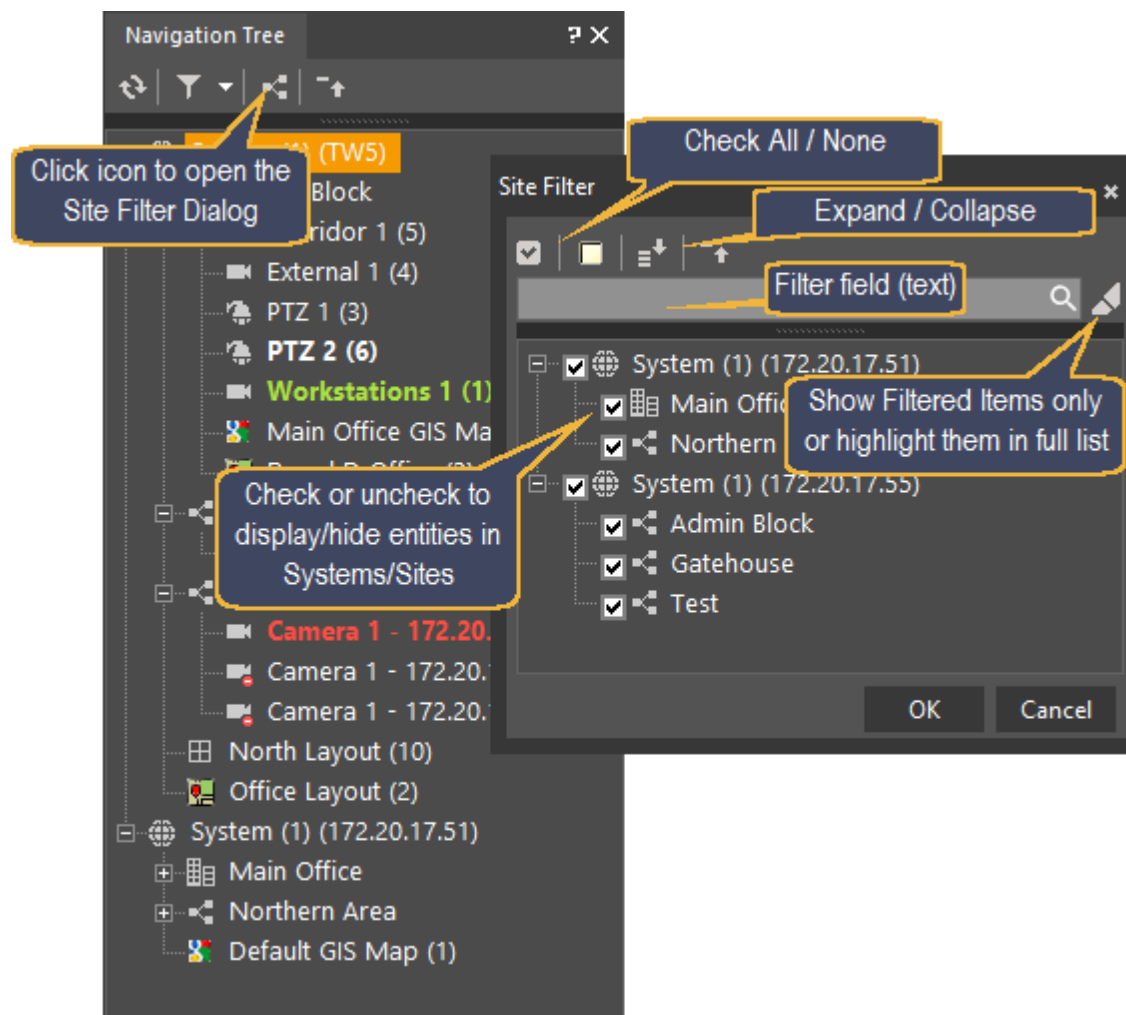 Navigation Tree
Click icon to open the
Site Filter Dialog
(TW5)
Block
ridor 1 (5)
External 1 (4)
PTZ 1 (3)
PTZ 2 (6)
Workstations 1 (1)
Main Office GIS Ma
Check or uncheck to
display/hide entities in
Systems/Sites
Camera 1 - 172.20.
Camera 1 - 172.20.
Camera 1 - 172.20.
North Layout (10)
Office Layout (2)
System (1) (172.20.17.51)
Main Office
Northern Area
Default GIS Map (1)
Check All / None
Site Filter
Expand / Collapse
Filter field (text)
System (1) (172.20.17.51)
Main Offic
Show Filtered Items only
or highlight them in full list
Northern
System (1) (172.20.17.55)
Admin Block
Gatehouse
Test
OK
Cancel